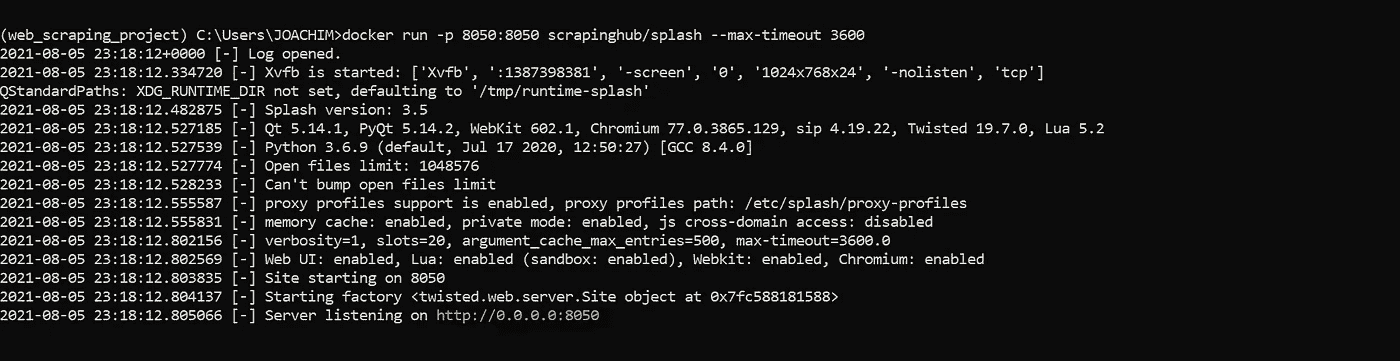 (web_scraping_project) C:\Users\JOACHIM>docker run -p 8050:8050 scrapinghub/splash --max-timeout 3600
2021-08-05 23:18:12+0000 [-] Log opened.
2021-08-05 23:18:12.334720 [-] Xvfb is started: ['Xvfb', ':1387398381', '-screen', '0', '1024x768x24', '-nolisten', 'tcp']
QStandardPaths: XDG_RUNTIME_DIR not set, defaulting to '/tmp/runtime-splash'
2021-08-05 23:18:12.482875 [-] Splash version: 3.5
2021-08-05 23:18:12.527185 [-] Qt 5.14.1, PyQt 5.14.2, WebKit 602.1, Chromium 77.0.3865.129, sip 4.19.22, Twisted 19.7.0, Lua 5.2
2021-08-05 23:18:12.527539 [-] Python 3.6.9 (default, Jul 17 2020, 12:50:27) [GCC 8.4.0]
2021-08-05 23:18:12.527774 [-] Open files limit: 1048576
2021-08-05 23:18:12.528233 [-] Can't bump open files limit
2021-08-05 23:18:12.555587 [-] proxy profiles support is enabled, proxy profiles path: /etc/splash/proxy-profiles
2021-08-05 23:18:12.555831 [-] memory cache: enabled, private mode: enabled, js cross-domain access: disabled
2021-08-05 23:18:12.802156 [-] verbosity=1, slots=20, argument_cache_max_entries=500, max-timeout=3600.0
2021-08-05 23:18:12.802569 [-] Web UI: enabled, Lua: enabled (sandbox: enabled), Webkit: enabled, Chromium: enabled
2021-08-05 23:18:12.803835 [-] Site starting on 8050
2021-08-05 23:18:12.804137 [-] Starting factory <twisted.web.server.Site object at 0x7fc588181588>
2021-08-05 23:18:12.805066 [-] Server listening on http://0.0.0.0:8050